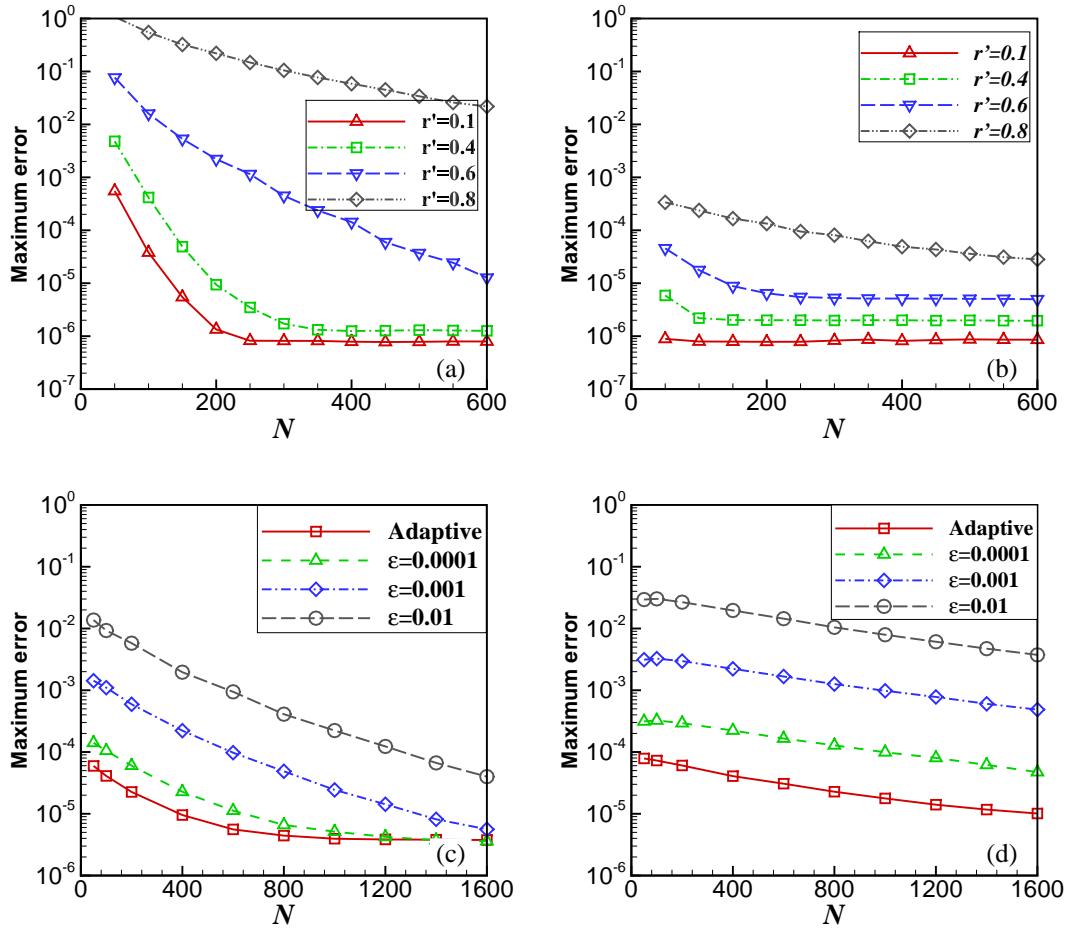 Maximum error
10^0
10^-1
10^-2
10^-3
10^-4
10^-5
10^-6
10^-7
0 200 400 600
N
r'=0.1
r'=0.4
r'=0.6
r'=0.8
(a)
Maximum error
10^0
10^-1
10^-2
10^-3
10^-4
10^-5
10^-6
10^-7
0 200 400 600
N
r'=0.1
r'=0.4
r'=0.6
r'=0.8
(b)
Maximum error
10^0
10^-1
10^-2
10^-3
10^-4
10^-5
10^-6
0 400 800 1200 1600
N
Adaptive
ε=0.0001
ε=0.001
ε=0.01
(c)
Maximum error
10^0
10^-1
10^-2
10^-3
10^-4
10^-5
10^-6
0 400 800 1200 1600
N
Adaptive
ε=0.0001
ε=0.001
ε=0.01
(d)